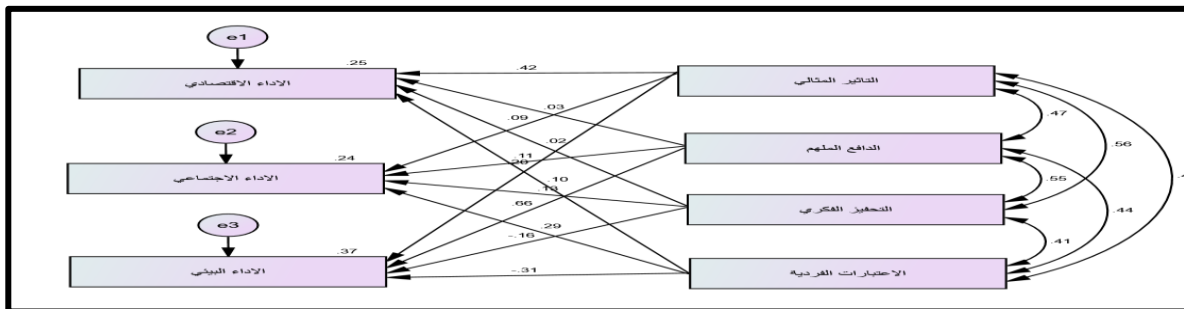 e1
.25
الاداء الاقتصادي
.42
التاثير المثالي
.03
.09
.47
e2
.02
الدافع الملهم
.56
.24
.11
الاداء الاجتماعي
.10
.13
.55
.44
.66
التحفيز الفكري
e3
.29
.37
-.16
.41
الاداء البيئي
-.31
الاعتبارات الفردية